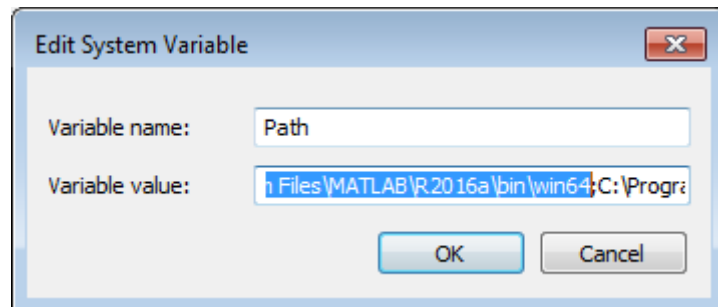 Edit System Variable
Variable name: Path
Variable value: n Files\MATLAB\R2016a\bin\win64;C:\Progra
OK Cancel